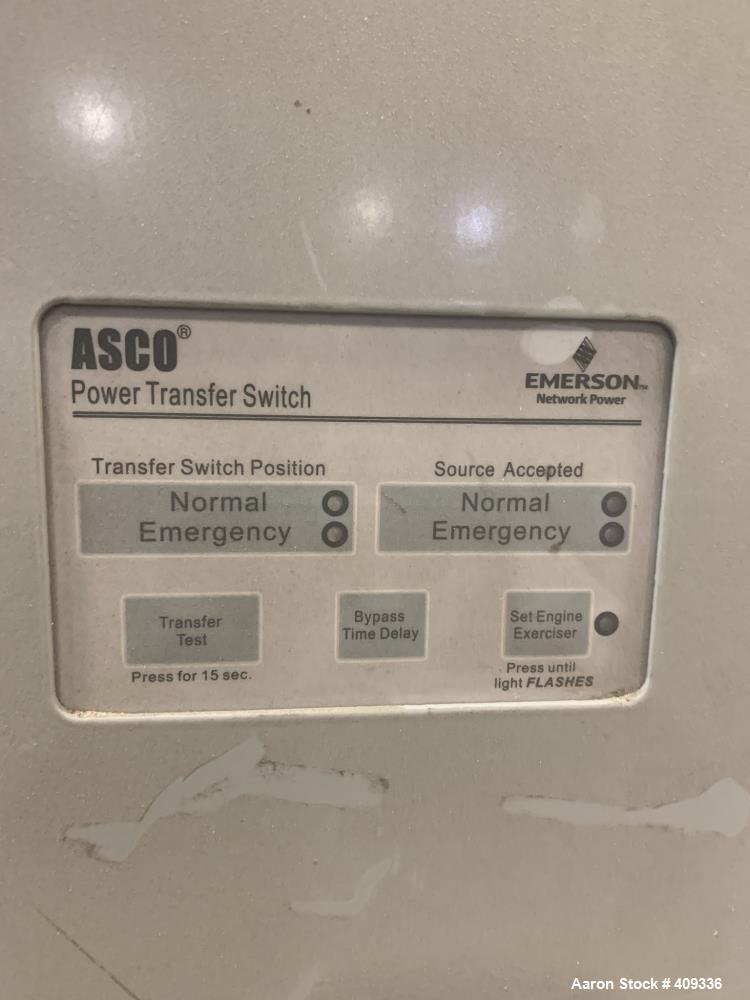 ASCO®
Power Transfer Switch
EMERSON™
Network Power
Transfer Switch Position
Normal
Emergency
Source Accepted
Normal
Emergency
Transfer
Test
Press for 15 sec.
Bypass
Time Delay
Set Engine
Exerciser
Press until
light FLASHES
Aaron Stock # 409336